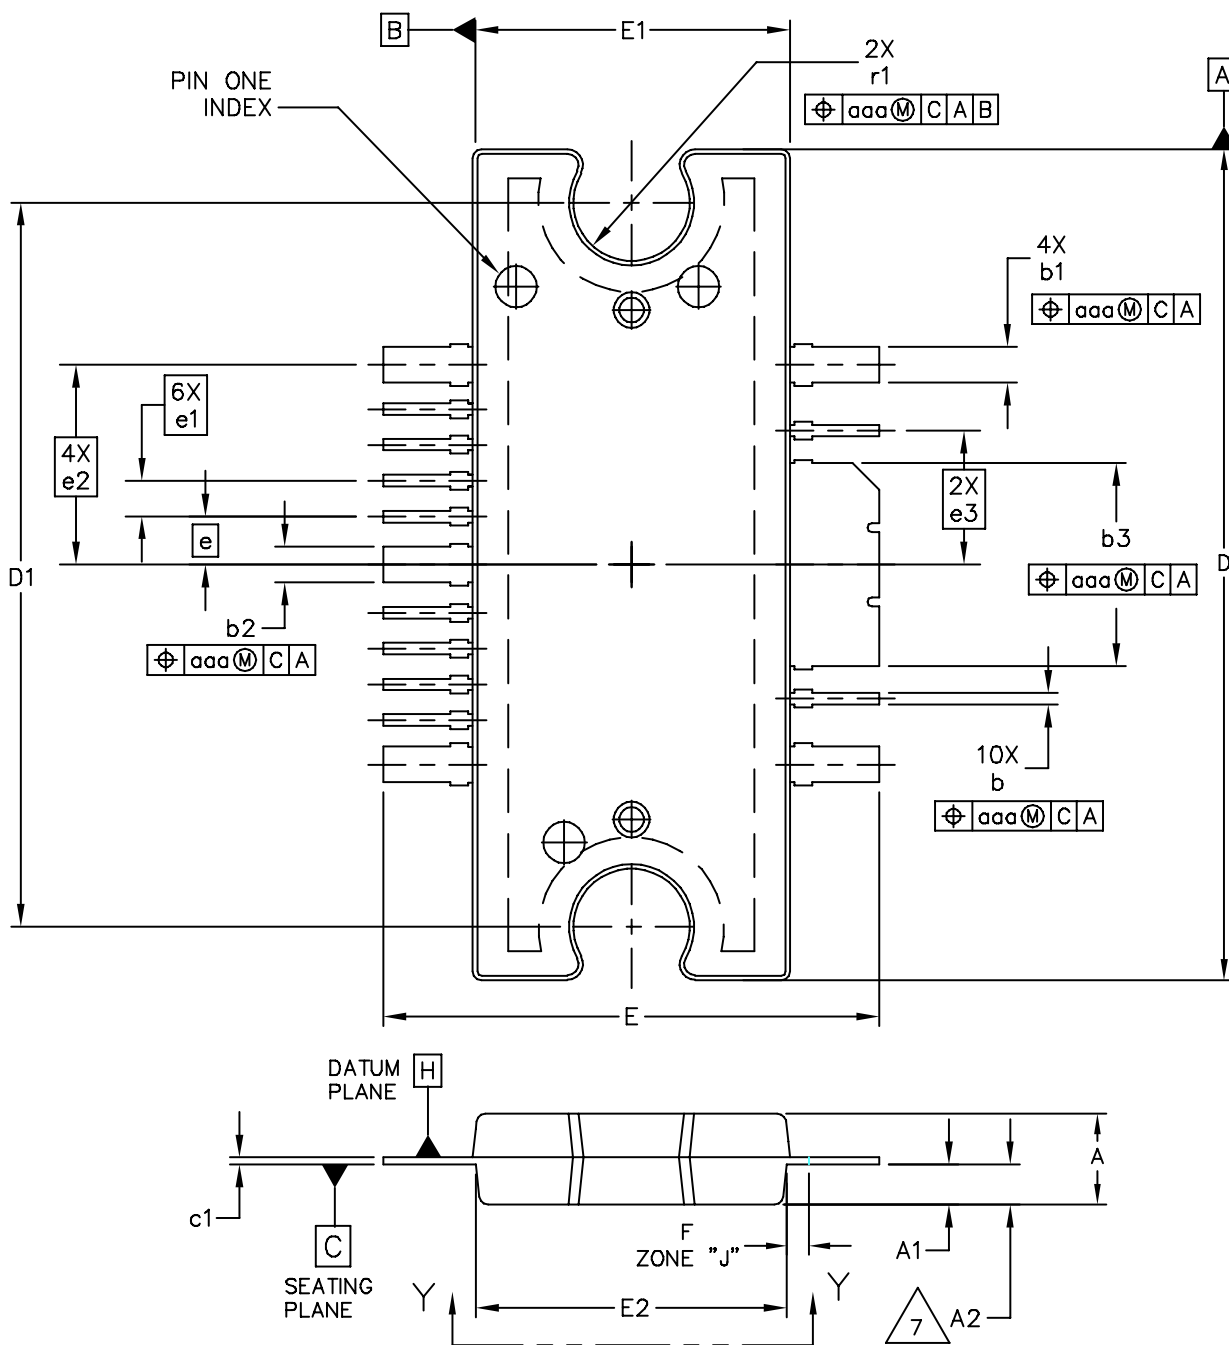 B
E1
2X
r1
⌖ aaa Ⓜ C A B
A
PIN ONE
INDEX
4X
b1
⌖ aaa Ⓜ C A
6X
e1
4X
e2
2X
e3
e
b3
⌖ aaa Ⓜ C A
D1
D
b2
⌖ aaa Ⓜ C A
10X
b
⌖ aaa Ⓜ C A
E
DATUM
PLANE
H
A
c1
C
SEATING
PLANE
F
ZONE "J"
A1
Y
Y
E2
7
A2